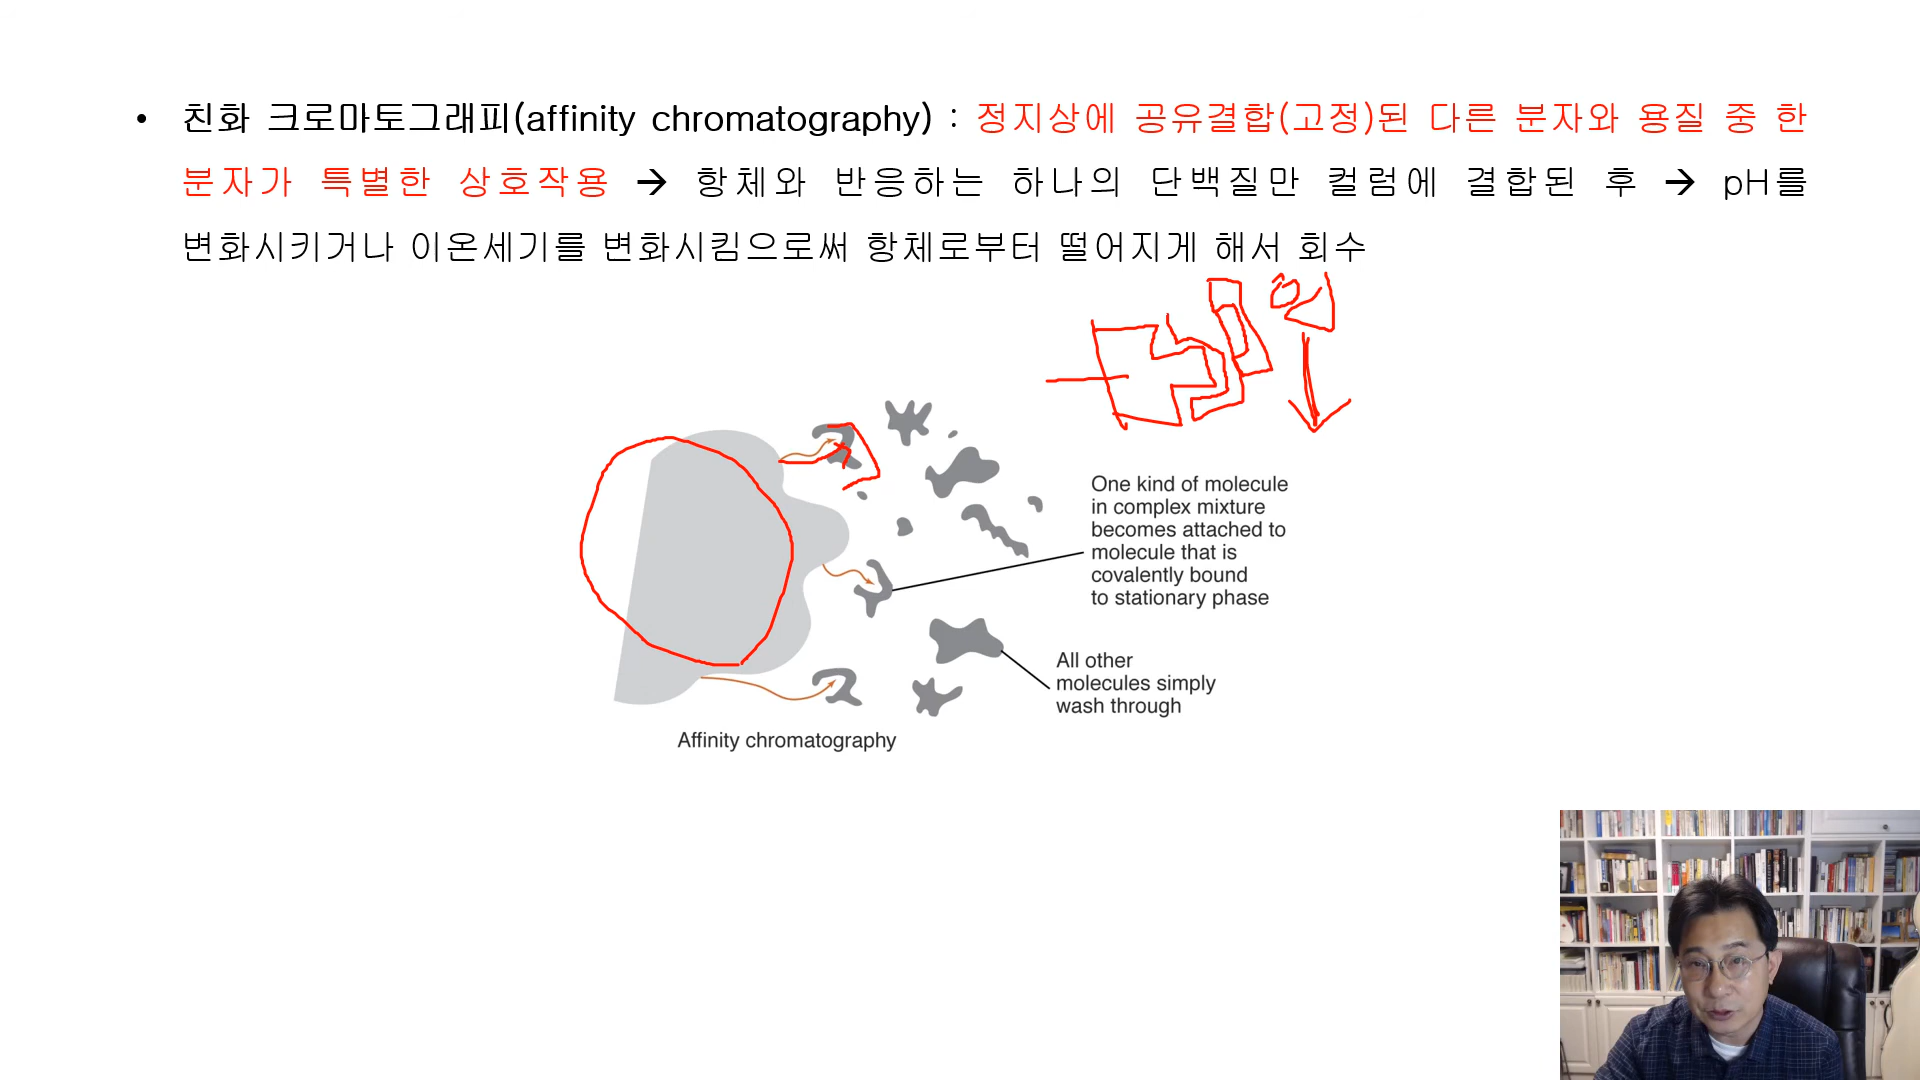 • 친화 크로마토그래피(affinity chromatography) : 정지상에 공유결합(고정)된 다른 분자와 용질 중 한
분자가 특별한 상호작용 → 항체와 반응하는 하나의 단백질만 컬럼에 결합된 후 → pH를
변화시키거나 이온세기를 변화시킴으로써 항체로부터 떨어지게 해서 회수
One kind of molecule
in complex mixture
becomes attached to
molecule that is
covalently bound
to stationary phase
All other
molecules simply
wash through
Affinity chromatography